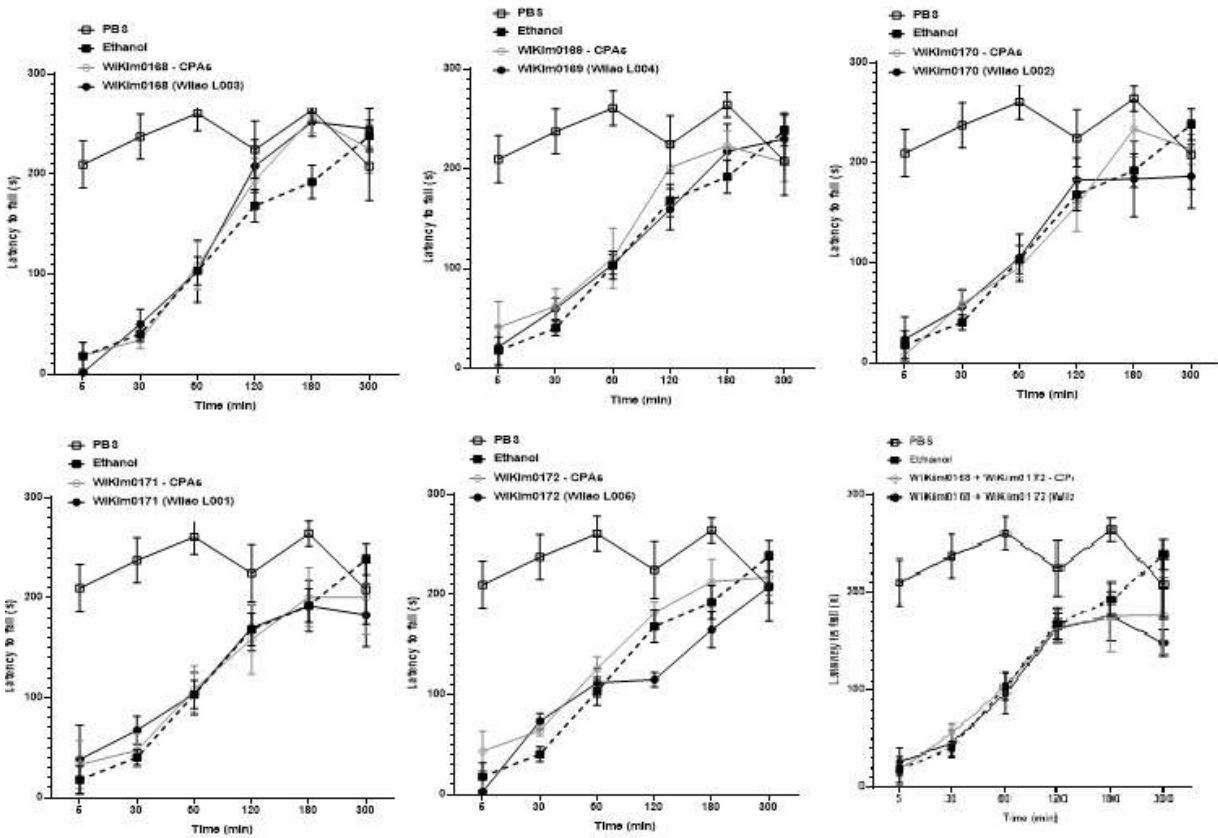 PBS
Ethanol
WIKIm0168 - CPAs
WIKIm0168 (Wilao L003)
300
200
100
0
Latency to fall (s)
5 30 60 120 180 300
Time (min)
PBS
Ethanol
WIKIm0169 - CPAs
WIKIm0169 (Wilao L004)
300
200
100
0
Latency to fall (s)
5 30 60 120 180 300
Time (min)
PBS
Ethanol
WIKIm0170 - CPAs
WIKIm0170 (Wilao L002)
300
200
100
0
Latency to fall (s)
5 30 60 120 180 300
Time (min)
PBS
Ethanol
WIKIm0171 - CPAs
WIKIm0171 (Wilao L001)
300
200
100
0
Latency to fall (s)
5 30 60 120 180 300
Time (min)
PBS
Ethanol
WIKIm0172 - CPAs
WIKIm0172 (Wilao L006)
300
200
100
0
Latency to fall (s)
5 30 60 120 180 300
Time (min)
PBS
Ethanol
WIKIm0168 + WIKIm0172 - CP
WIKIm0168 + WIKIm0172
300
200
100
0
Latency to fall (s)
5 30 60 120 180 300
Time (min)